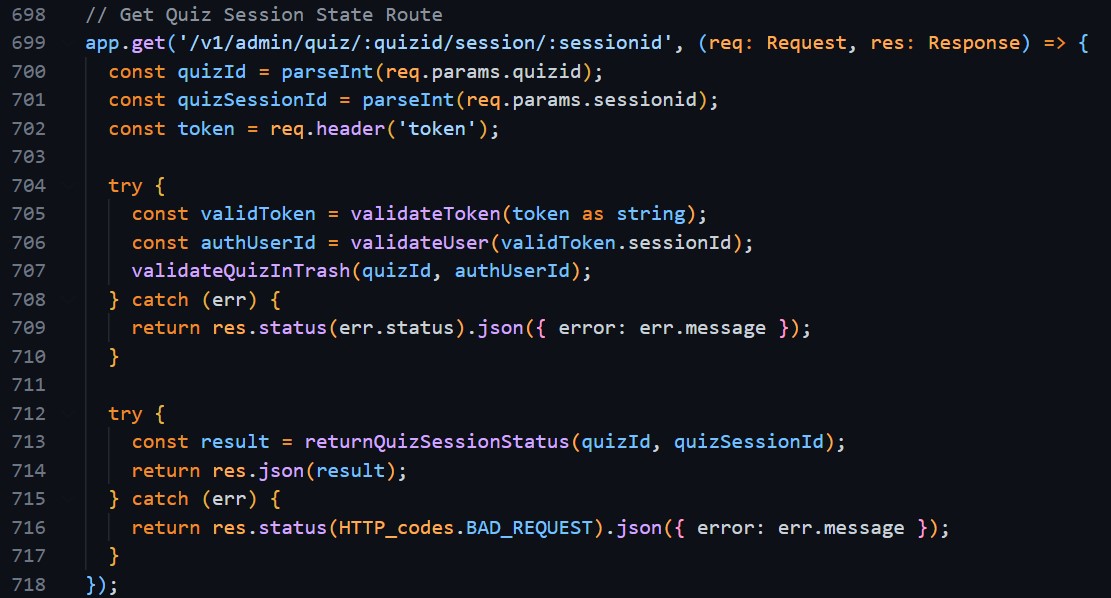 698 // Get Quiz Session State Route
699 app.get('/v1/admin/quiz/:quizid/session/:sessionid', (req: Request, res: Response) => {
700   const quizId = parseInt(req.params.quizid);
701   const quizSessionId = parseInt(req.params.sessionid);
702   const token = req.header('token');
703
704   try {
705     const validToken = validateToken(token as string);
706     const authUserId = validateUser(validToken.sessionId);
707     validateQuizInTrash(quizId, authUserId);
708   } catch (err) {
709     return res.status(err.status).json({ error: err.message });
710   }
711
712   try {
713     const result = returnQuizSessionStatus(quizId, quizSessionId);
714     return res.json(result);
715   } catch (err) {
716     return res.status(HTTP_codes.BAD_REQUEST).json({ error: err.message });
717   }
718 });